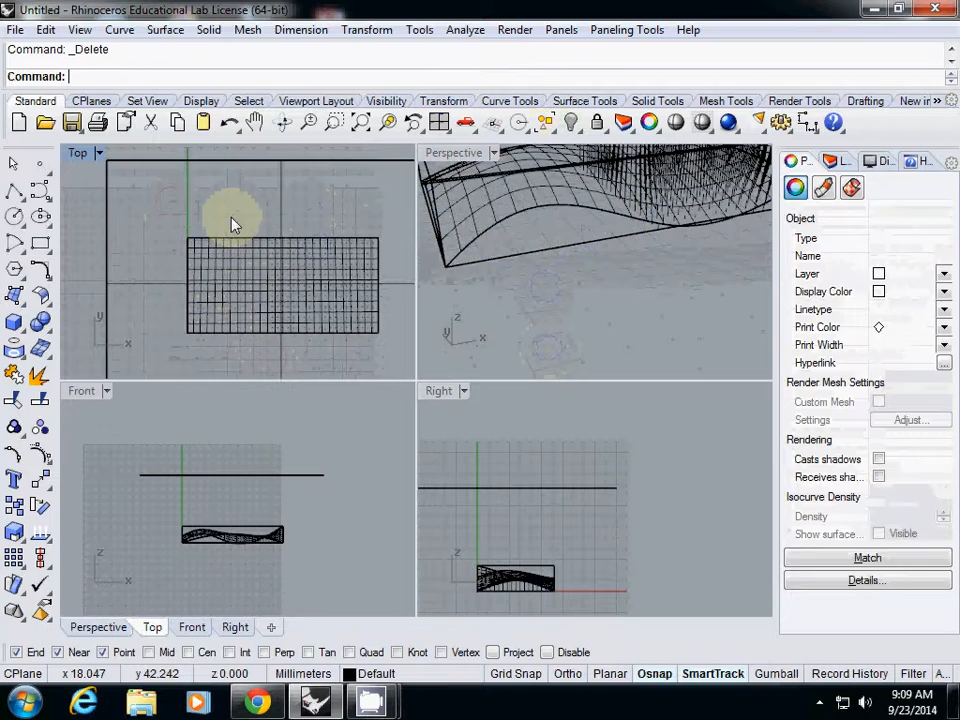 Untitled - Rhinoceros Educational Lab License (64-bit)
File Edit View Curve Surface Solid Mesh Dimension Transform Tools Analyze Render Panels Paneling Tools Help
Command: _Delete
Command:
Standard CPlanes Set View Display Select Viewport Layout Visibility Transform Curve Tools Surface Tools Solid Tools Mesh Tools Render Tools Drafting New in »
Top
Perspective
P... L... Di... H...
Object
Type
Name
Layer
Display Color
Linetype
Print Color
Print Width
Hyperlink
...
Render Mesh Settings
Custom Mesh
Settings Adjust...
Rendering
Casts shadows
Receives sha...
Isocurve Density
Density
Show surface... Visible
Match
Details...
y
x
z
y
x
Front
Right
z
x
z
y
Perspective Top Front Right
End Near Point Mid Cen Int Perp Tan Quad Knot Vertex Project Disable
CPlane x 18.047 y 42.242 z 0.000 Millimeters Default Grid Snap Ortho Planar Osnap SmartTrack Gumball Record History Filter A...
9:09 AM
9/23/2014